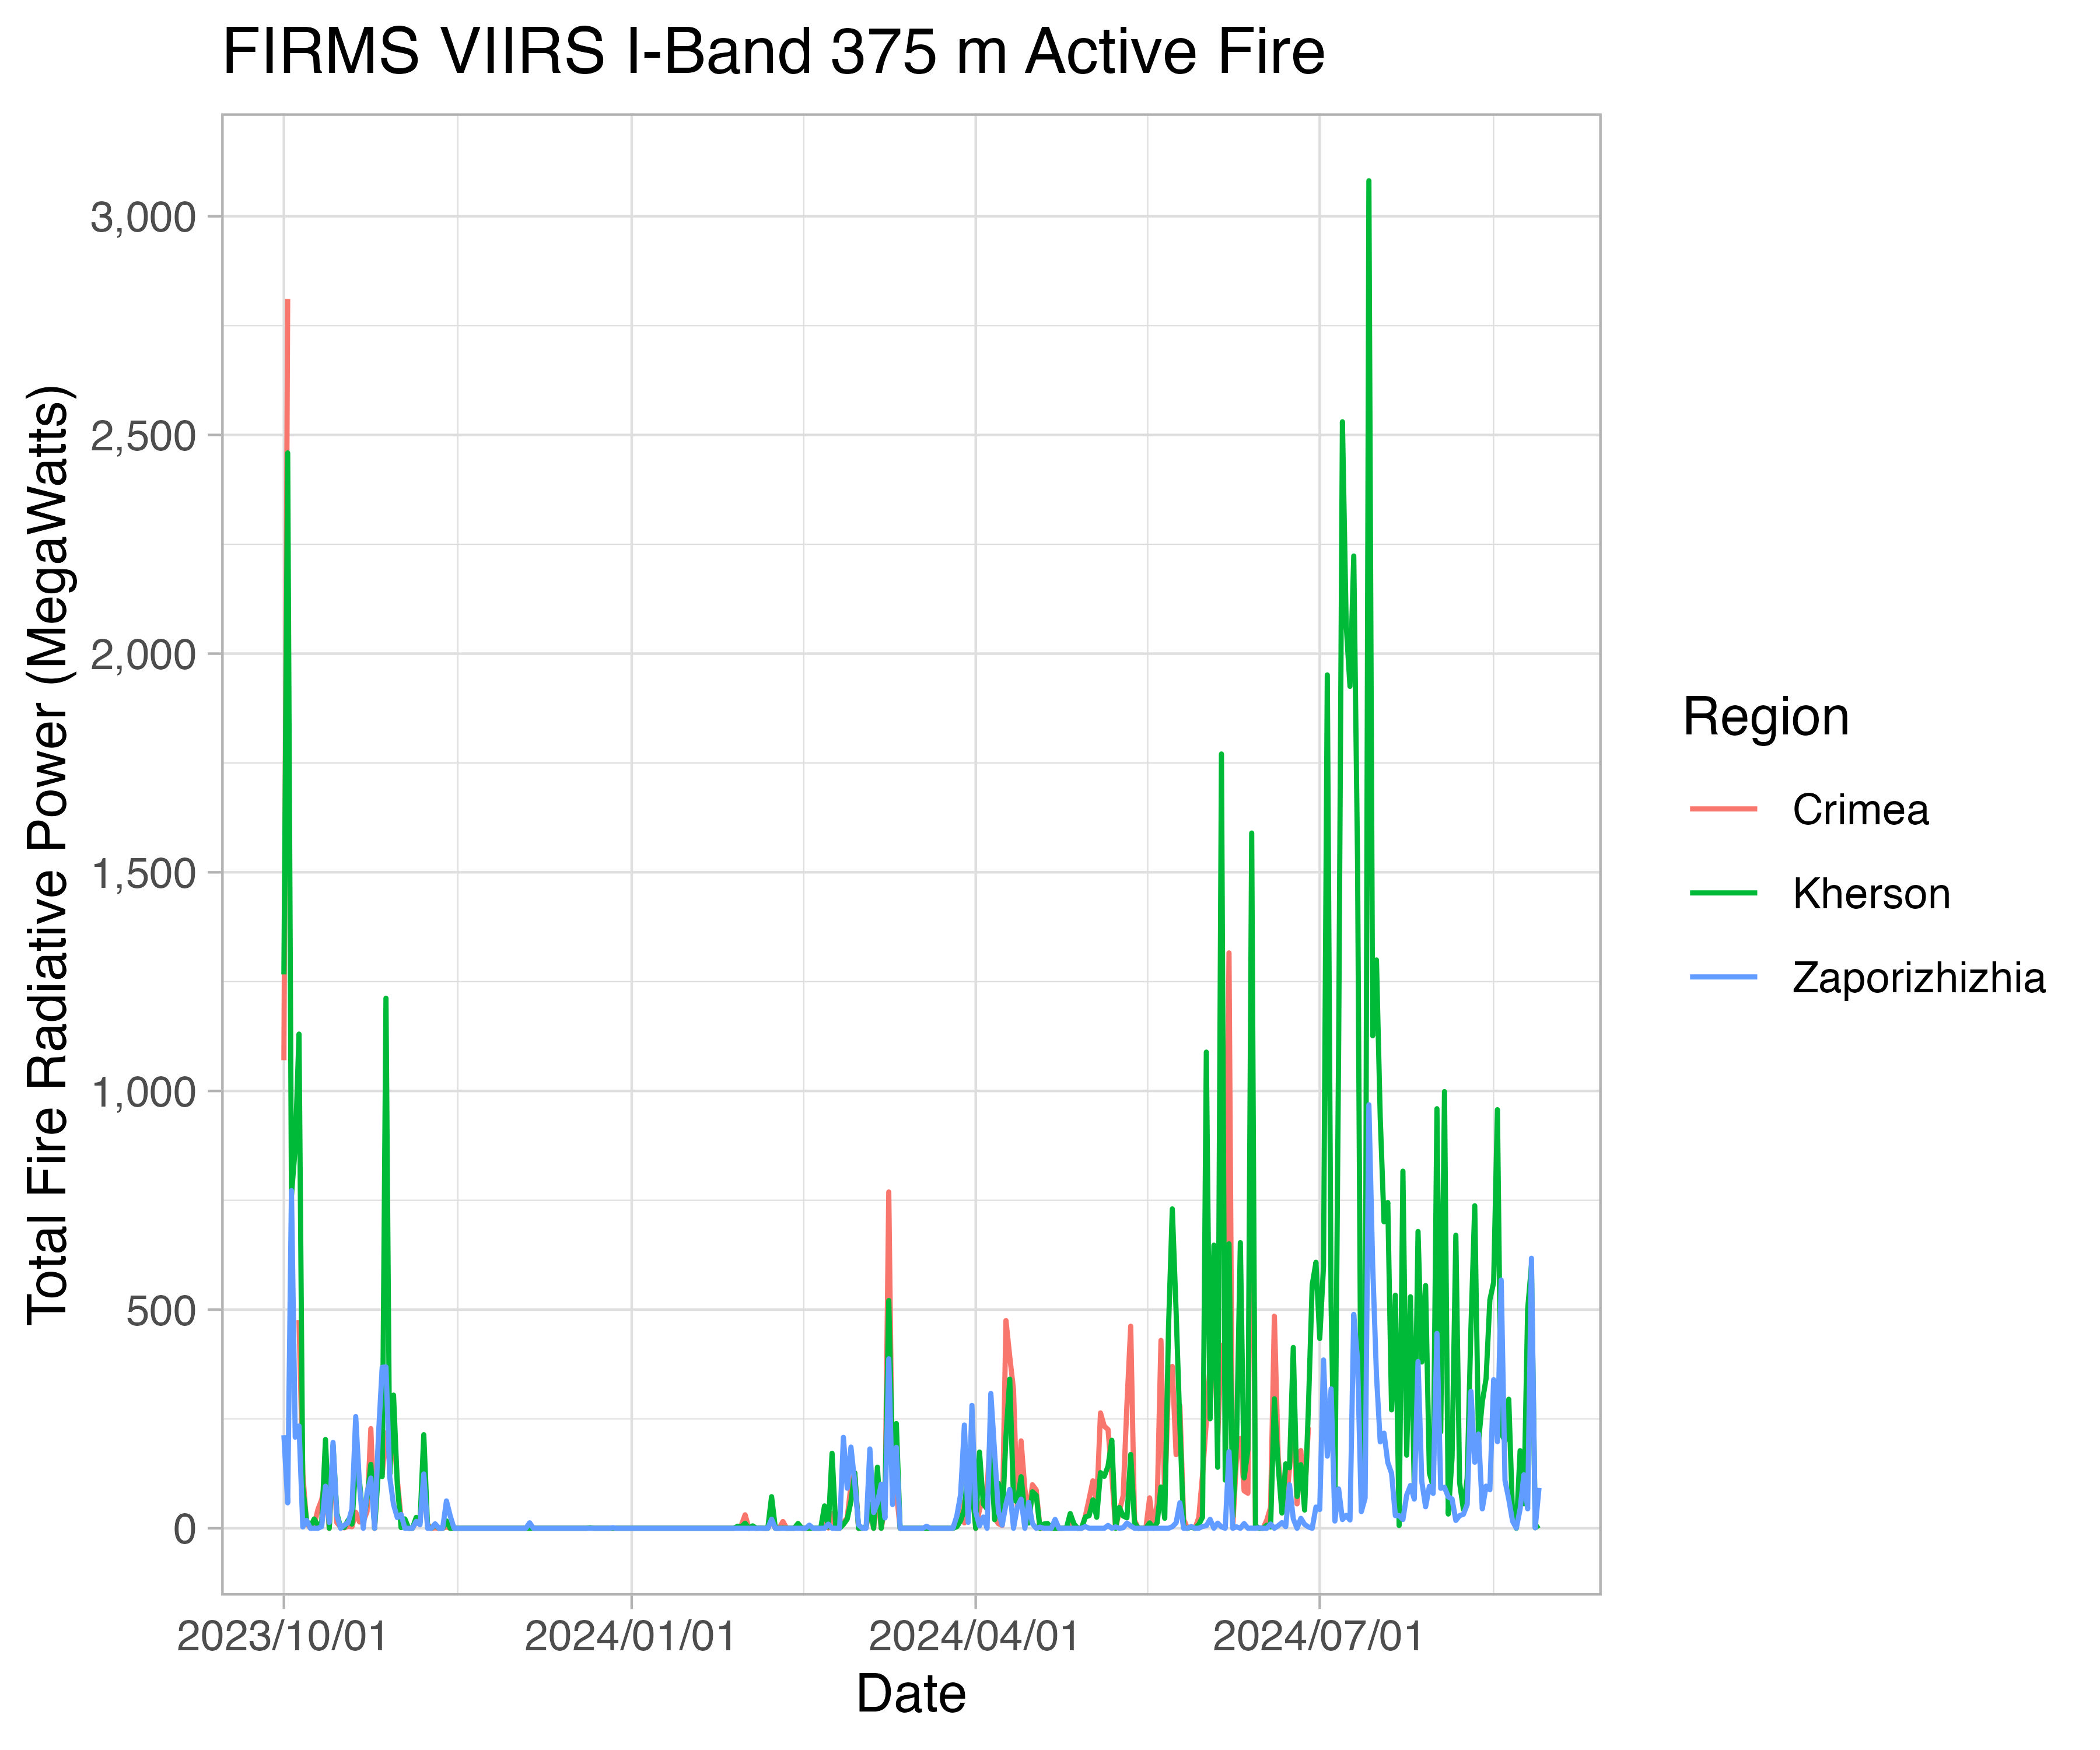 FIRMS VIIRS I-Band 375 m Active Fire
Total Fire Radiative Power (MegaWatts)
3,000
2,500
2,000
1,500
1,000
500
0
2023/10/01
2024/01/01
2024/04/01
2024/07/01
Date
Region
Crimea
Kherson
Zaporizhizhia